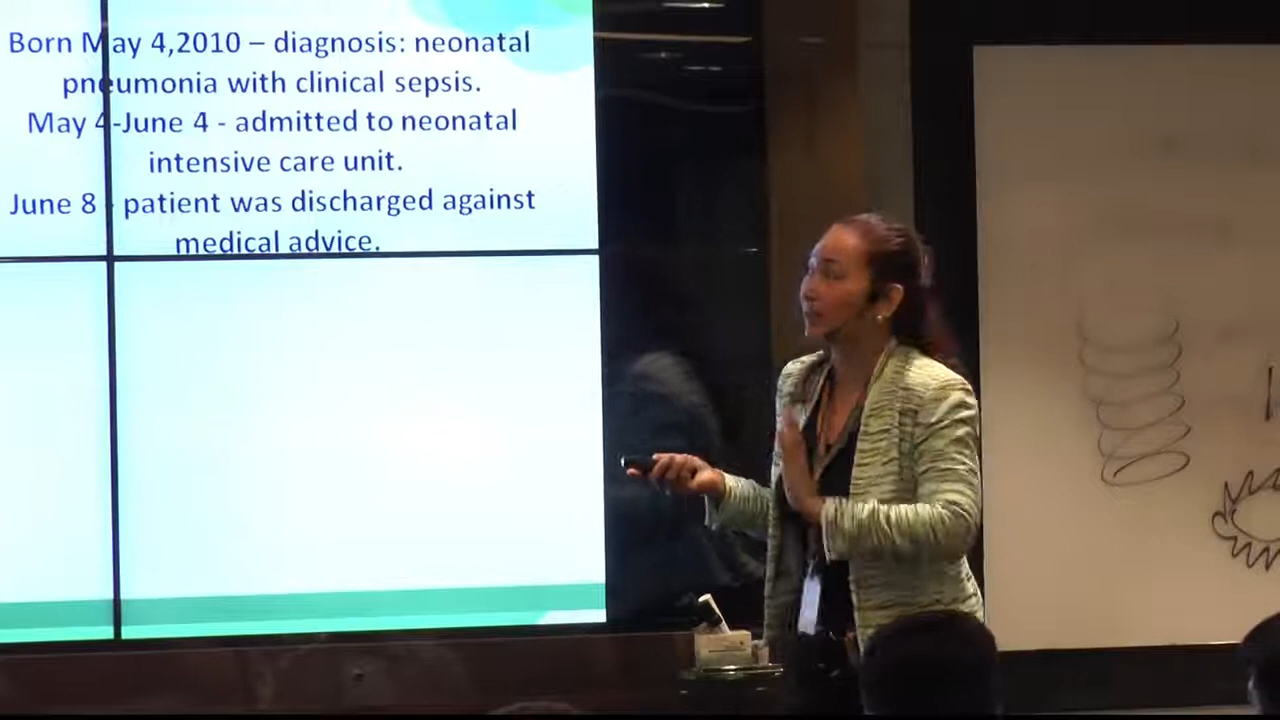 Born May 4,2010 – diagnosis: neonatal
pneumonia with clinical sepsis.
May 4-June 4 - admitted to neonatal
intensive care unit.
June 8 - patient was discharged against
medical advice.